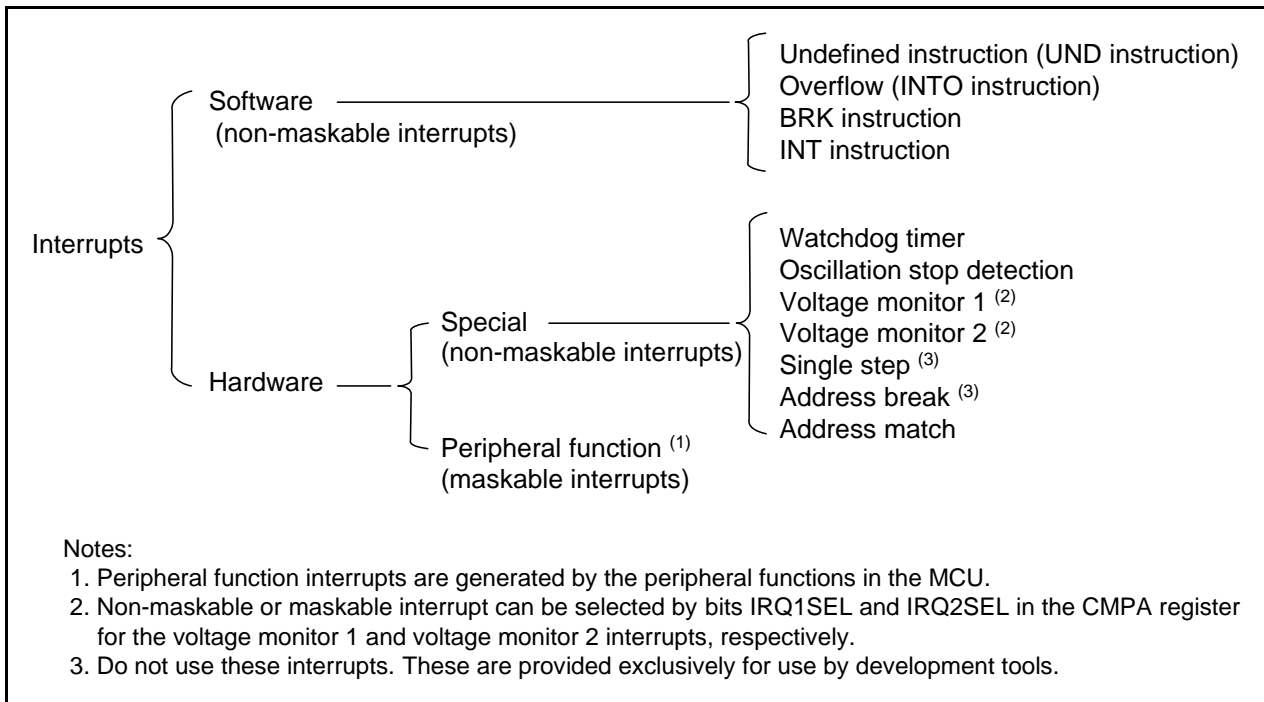 Interrupts
Software
(non-maskable interrupts)
Undefined instruction (UND instruction)
Overflow (INTO instruction)
BRK instruction
INT instruction
Hardware
Special
(non-maskable interrupts)
Watchdog timer
Oscillation stop detection
Voltage monitor 1 (2)
Voltage monitor 2 (2)
Single step (3)
Address break (3)
Address match
Peripheral function (1)
(maskable interrupts)
Notes:
1. Peripheral function interrupts are generated by the peripheral functions in the MCU.
2. Non-maskable or maskable interrupt can be selected by bits IRQ1SEL and IRQ2SEL in the CMPA register
for the voltage monitor 1 and voltage monitor 2 interrupts, respectively.
3. Do not use these interrupts. These are provided exclusively for use by development tools.